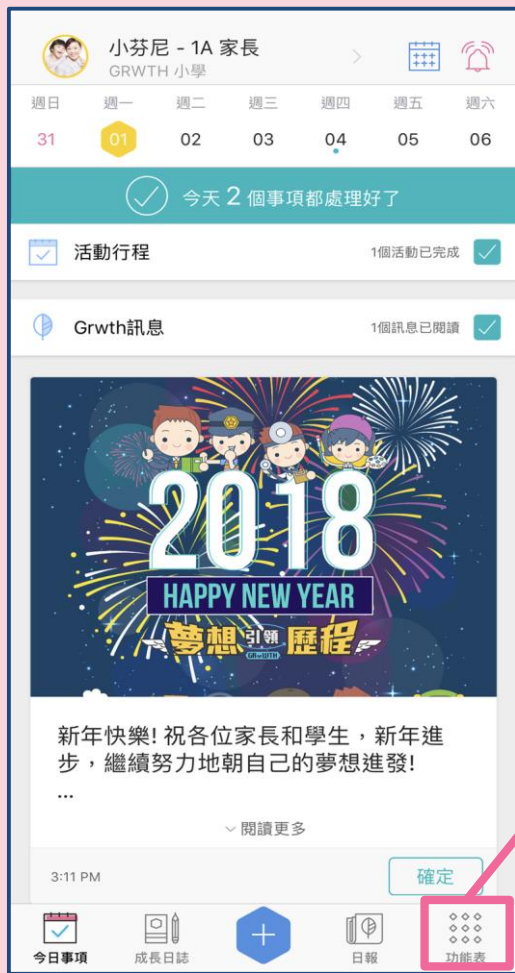 小芬尼 - 1A 家長
GRWTH 小學
週日 週一 週二 週三 週四 週五 週六
31 01 02 03 04 05 06
今天 2 個事項都處理好了
活動行程 1個活動已完成
Grwth訊息 1個訊息已閱讀
2018
HAPPY NEW YEAR
夢想引領歷程
GROWTH
新年快樂! 祝各位家長和學生，新年進
步，繼續努力地朝自己的夢想進發!
...
閱讀更多
3:11 PM 確定
今日事項 成長日誌 日報 功能表